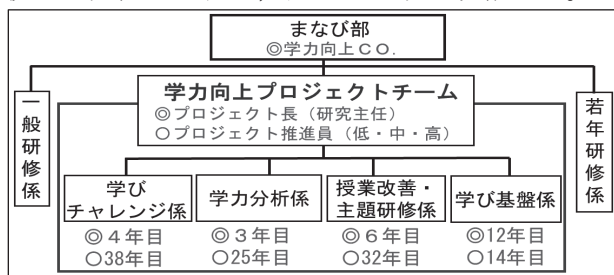 まなび部
◎学力向上CO.
一般研修係
学力向上プロジェクトチーム
◎プロジェクト長（研究主任）
○プロジェクト推進員（低・中・高）
若年研修係
学び
チャレンジ係
◎４年目
○38年目
学力分析係
◎３年目
○25年目
授業改善・
主題研修係
◎６年目
○32年目
学び基盤係
◎12年目
○14年目